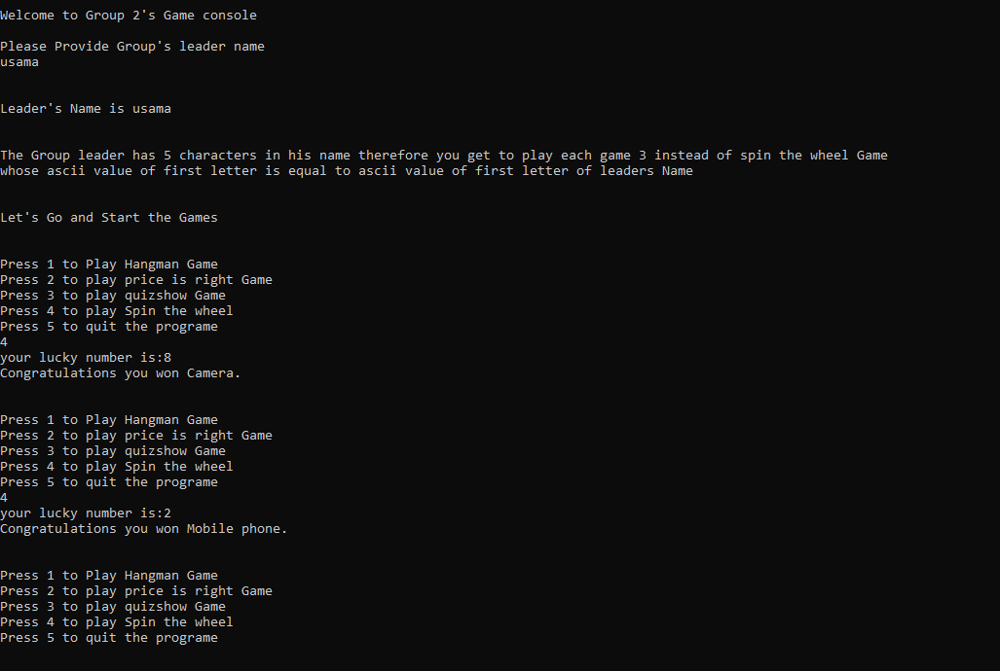 Welcome to Group 2's Game console
Please Provide Group's leader name
usama
Leader's Name is usama
The Group leader has 5 characters in his name therefore you get to play each game 3 instead of spin the wheel Game
whose ascii value of first letter is equal to ascii value of first letter of leaders Name
Let's Go and Start the Games
Press 1 to Play Hangman Game
Press 2 to play price is right Game
Press 3 to play quizshow Game
Press 4 to play Spin the wheel
Press 5 to quit the programe
4
your lucky number is:8
Congratulations you won Camera.
Press 1 to Play Hangman Game
Press 2 to play price is right Game
Press 3 to play quizshow Game
Press 4 to play Spin the wheel
Press 5 to quit the programe
4
your lucky number is:2
Congratulations you won Mobile phone.
Press 1 to Play Hangman Game
Press 2 to play price is right Game
Press 3 to play quizshow Game
Press 4 to play Spin the wheel
Press 5 to quit the programe